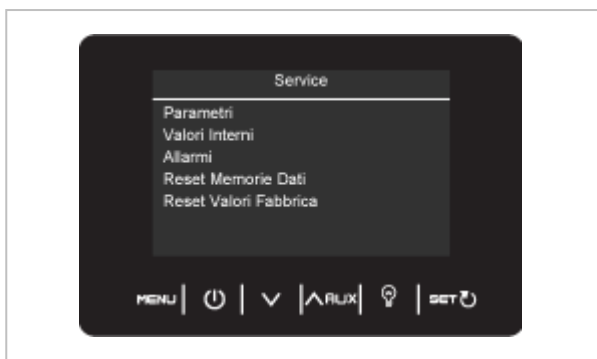 Service
Parametri
Valori Interni
Allarmi
Reset Memorie Dati
Reset Valori Fabbrica
MENU AUX SET